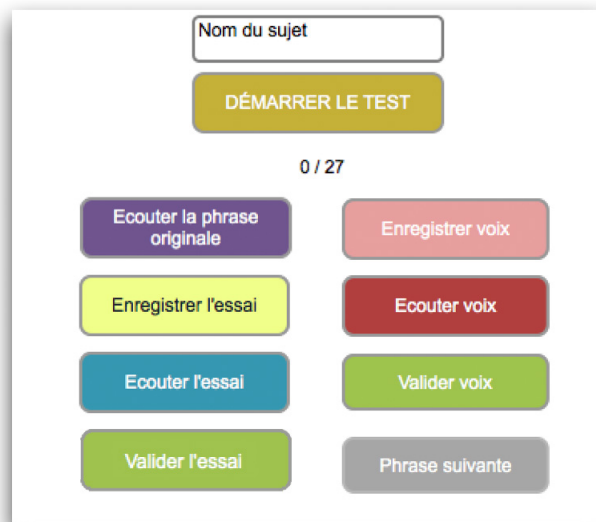 Nom du sujet
DÉMARRER LE TEST
0 / 27
Ecouter la phrase
originale
Enregistrer voix
Enregistrer l'essai
Ecouter voix
Ecouter l'essai
Valider voix
Valider l'essai
Phrase suivante